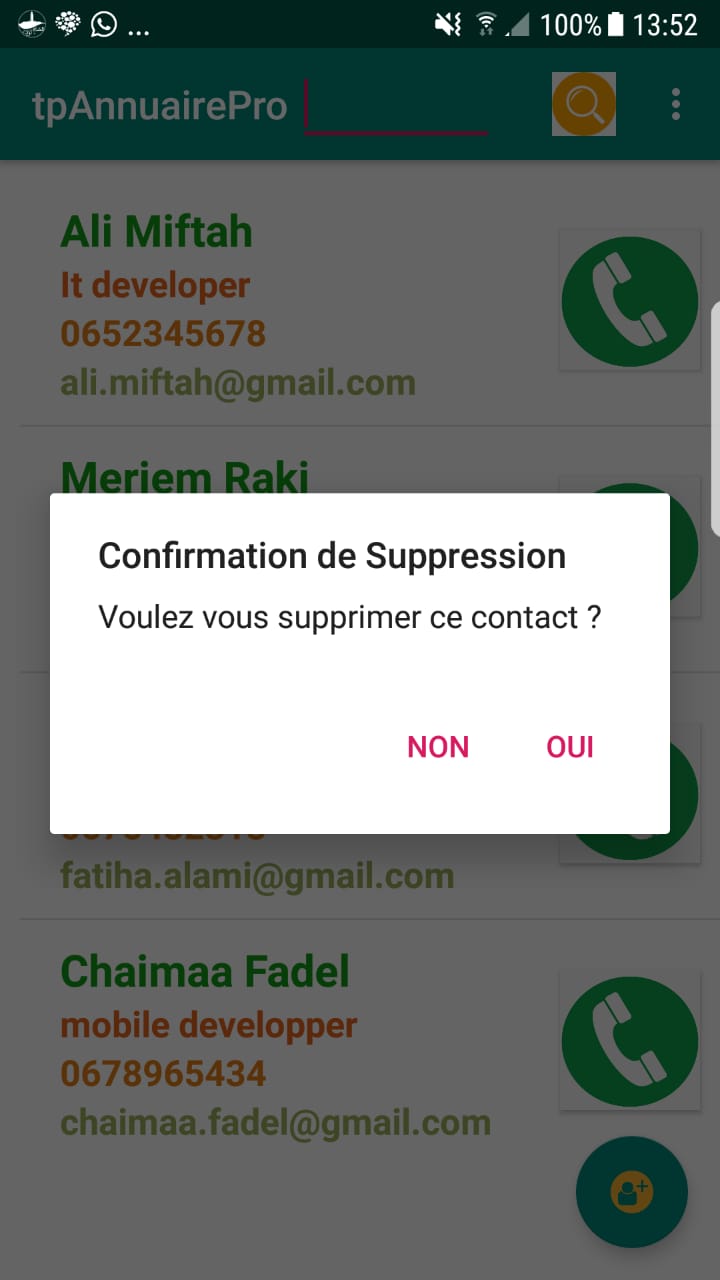 ... 100% 13:52
tpAnnuairePro
Ali Miftah
It developer
0652345678
ali.miftah@gmail.com
Meriem Raki
Confirmation de Suppression
Voulez vous supprimer ce contact ?
NON OUI
fatiha.alami@gmail.com
Chaimaa Fadel
mobile developper
0678965434
chaimaa.fadel@gmail.com